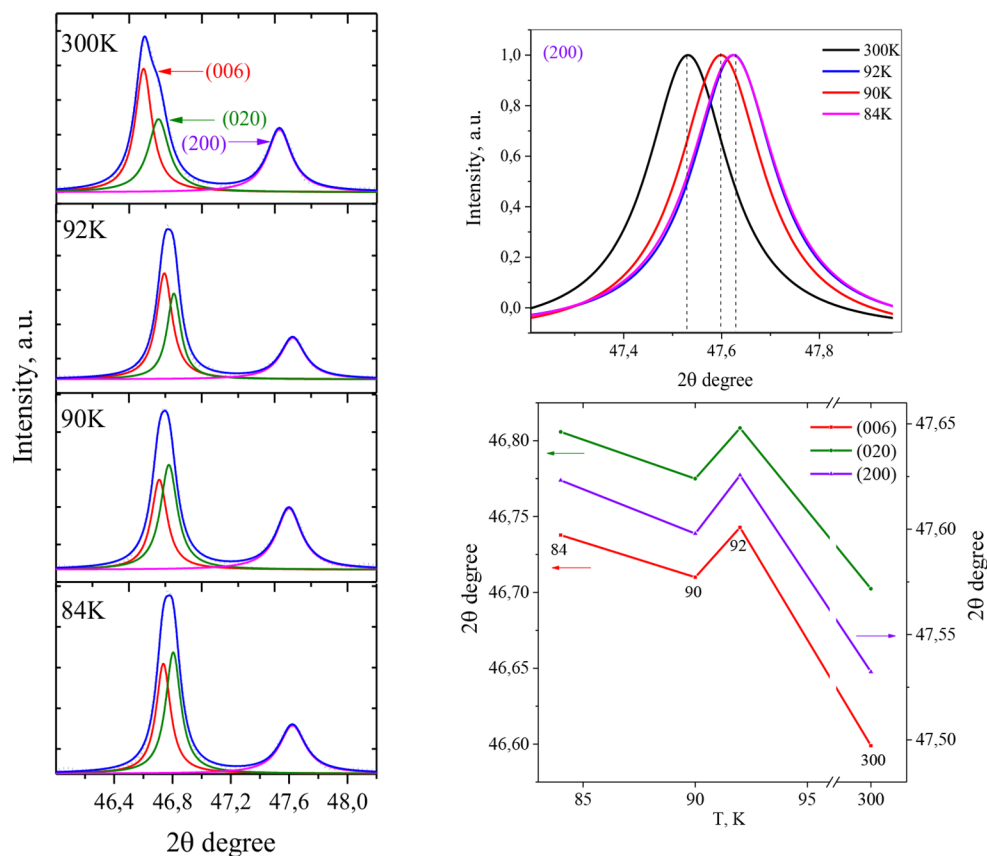 300K
(006)
(020)
(200)
92K
90K
84K
Intensity, a.u.
46,4 46,8 47,2 47,6 48,0
2θ degree
(200)
300K
92K
90K
84K
1,0
0,8
0,6
0,4
0,2
0,0
Intensity, a.u.
47,4 47,6 47,8
2θ degree
(006)
(020)
(200)
46,80
46,75
46,70
46,65
46,60
2θ degree
84
90
92
300
47,65
47,60
47,55
47,50
2θ degree
85 90 95 300
T, K